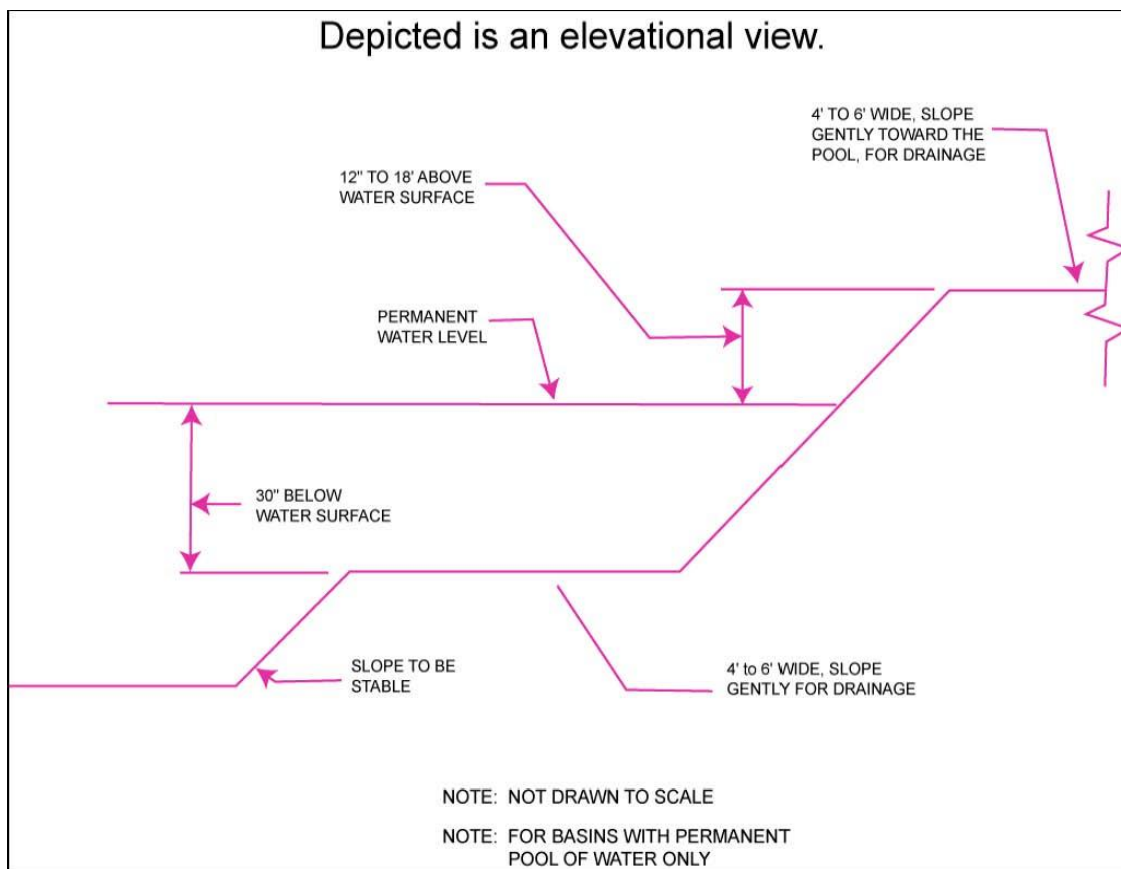 Depicted is an elevational view.
4' TO 6' WIDE, SLOPE
GENTLY TOWARD THE
POOL, FOR DRAINAGE
12" TO 18' ABOVE
WATER SURFACE
PERMANENT
WATER LEVEL
30" BELOW
WATER SURFACE
SLOPE TO BE
STABLE
4' to 6' WIDE, SLOPE
GENTLY FOR DRAINAGE
NOTE: NOT DRAWN TO SCALE
NOTE: FOR BASINS WITH PERMANENT
POOL OF WATER ONLY